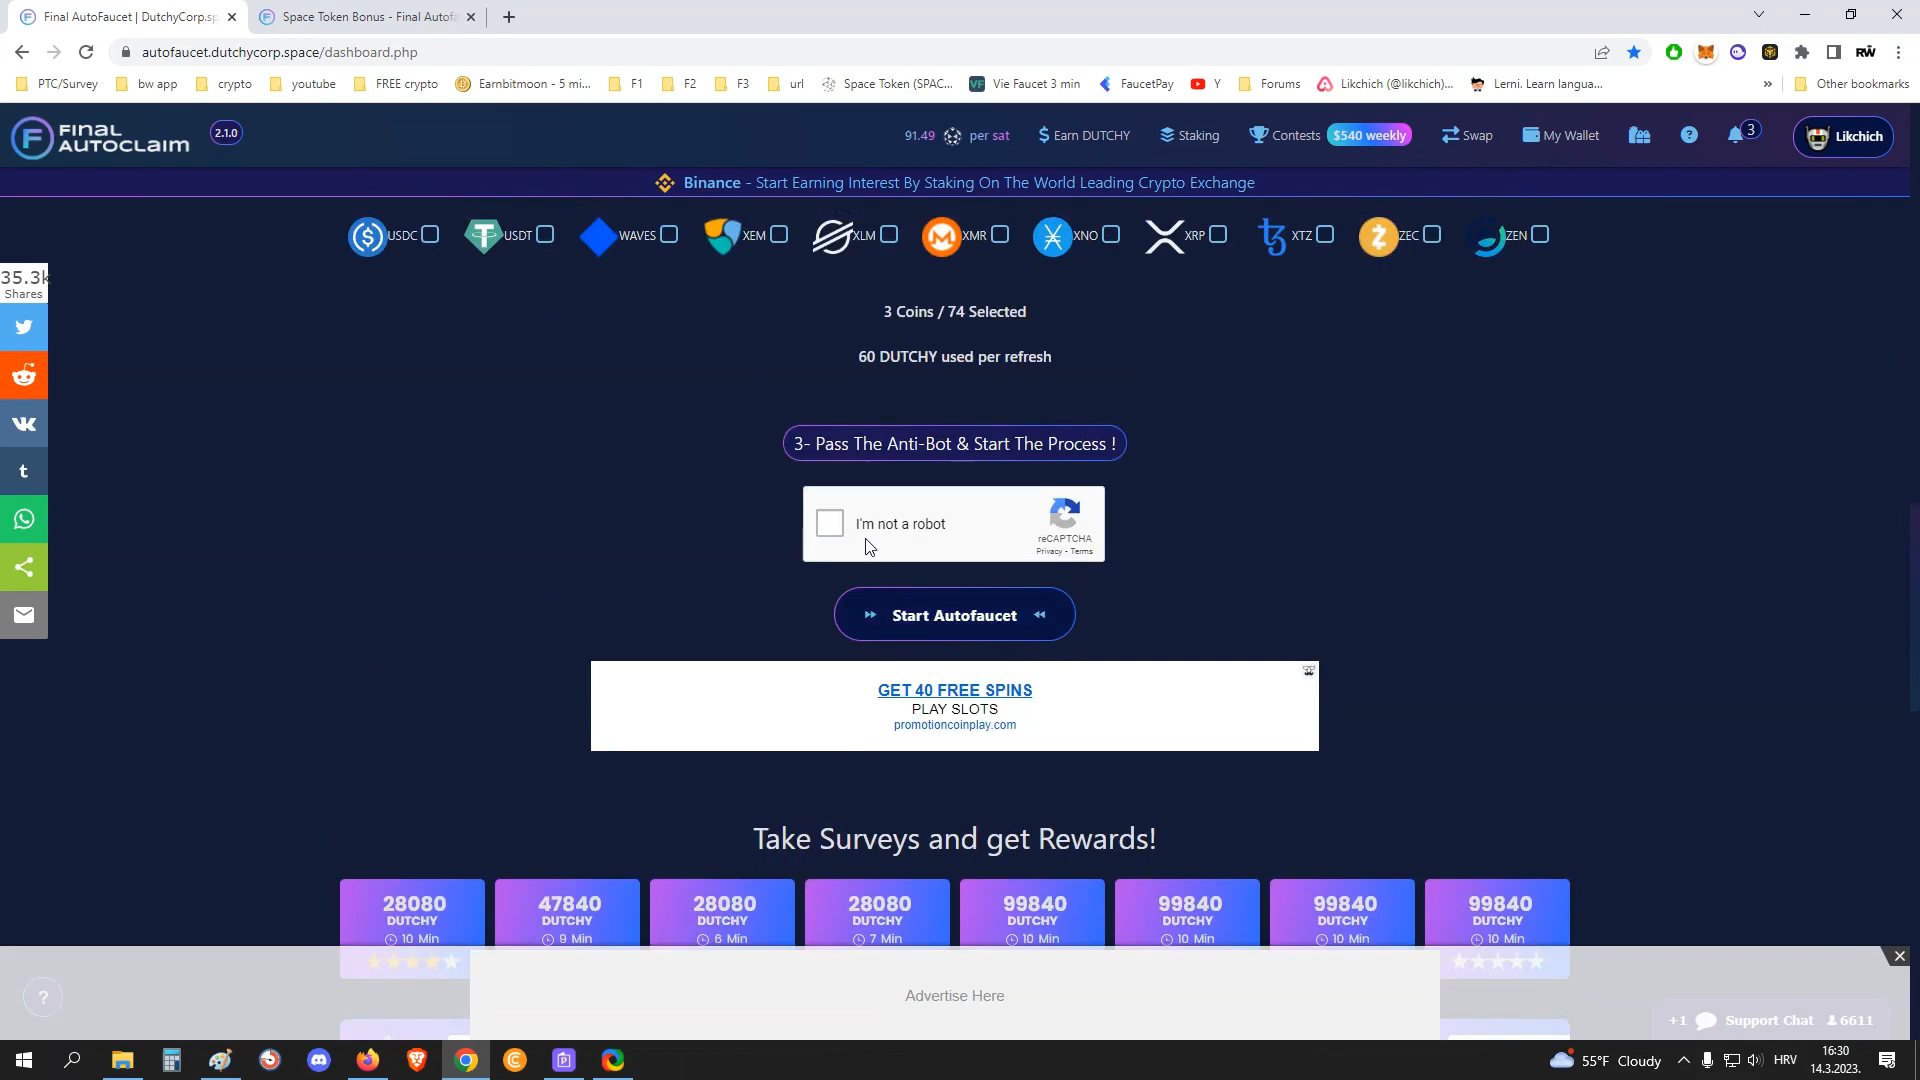 Final AutoFaucet | DutchyCorp.sp
Space Token Bonus - Final Autofa
autofaucet.dutchycorp.space/dashboard.php
PTC/Survey
bw app
crypto
youtube
FREE crypto
Earnbitmoon - 5 mi...
F1
F2
F3
url
Space Token (SPAC...
Vie Faucet 3 min
FaucetPay
Y
Forums
Likchich (@likchich)...
Lerni. Learn langua...
»
Other bookmarks
FINAL AUTOCLAIM
2.1.0
91.49 per sat
Earn DUTCHY
Staking
Contests $540 weekly
Swap
My Wallet
3
Likchich
Binance - Start Earning Interest By Staking On The World Leading Crypto Exchange
USDC
USDT
WAVES
XEM
XLM
XMR
XNO
XRP
XTZ
ZEC
ZEN
35.3k
Shares
3 Coins / 74 Selected
60 DUTCHY used per refresh
3- Pass The Anti-Bot & Start The Process !
I'm not a robot
reCAPTCHA
Privacy - Terms
Start Autofaucet
GET 40 FREE SPINS
PLAY SLOTS
promotioncoinplay.com
Take Surveys and get Rewards!
28080 DUTCHY 10 Min
47840 DUTCHY 9 Min
28080 DUTCHY 6 Min
28080 DUTCHY 7 Min
99840 DUTCHY 10 Min
99840 DUTCHY 10 Min
99840 DUTCHY 10 Min
99840 DUTCHY 10 Min
Advertise Here
+1 Support Chat 6611
55°F Cloudy
HRV
16:30
14.3.2023.